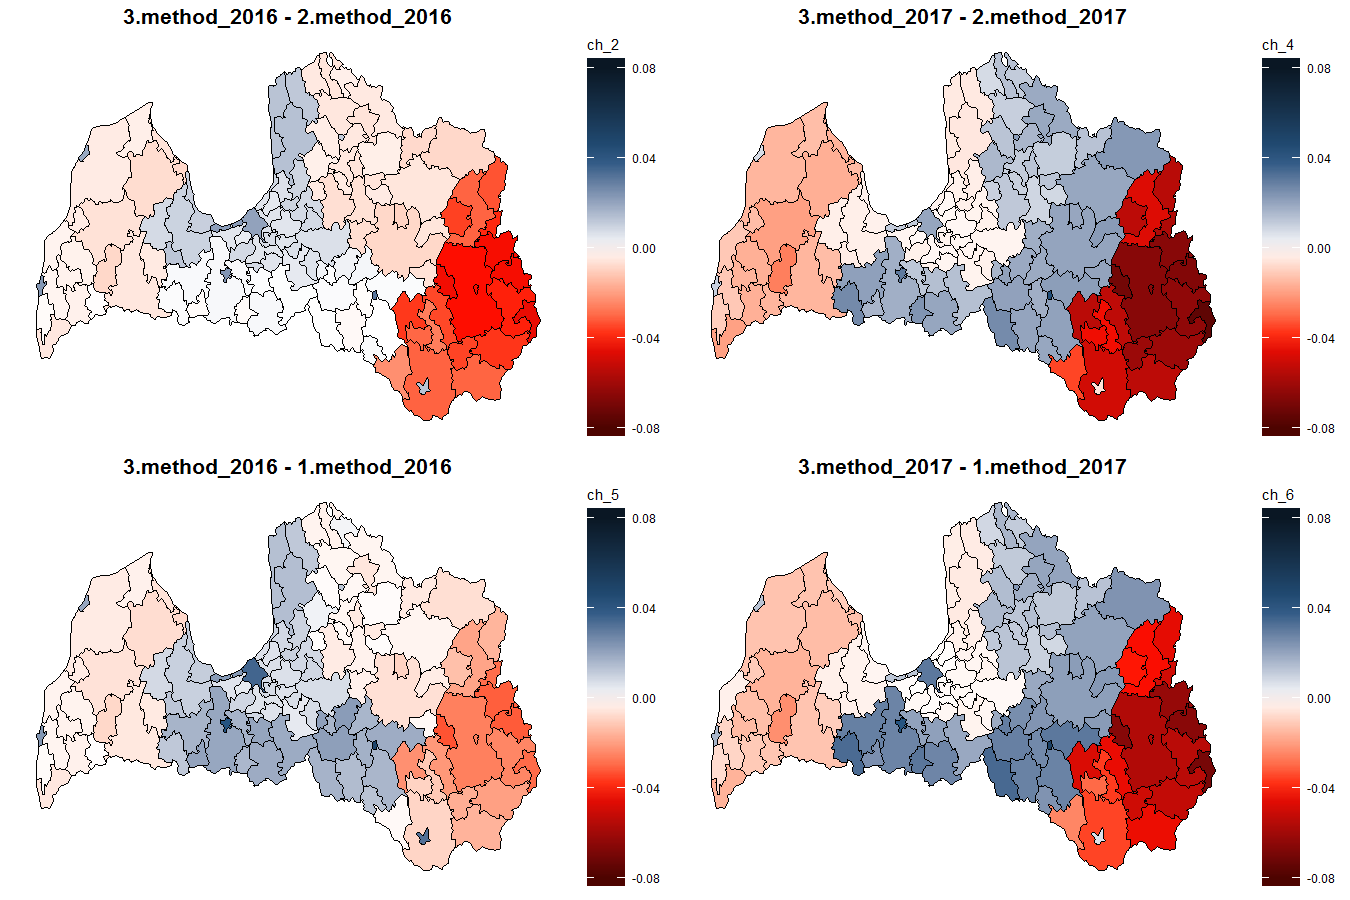 3.method_2016 - 2.method_2016
ch_2
0.08
0.04
0.00
-0.04
-0.08
3.method_2017 - 2.method_2017
ch_4
0.08
0.04
0.00
-0.04
-0.08
3.method_2016 - 1.method_2016
ch_5
0.08
0.04
0.00
-0.04
-0.08
3.method_2017 - 1.method_2017
ch_6
0.08
0.04
0.00
-0.04
-0.08